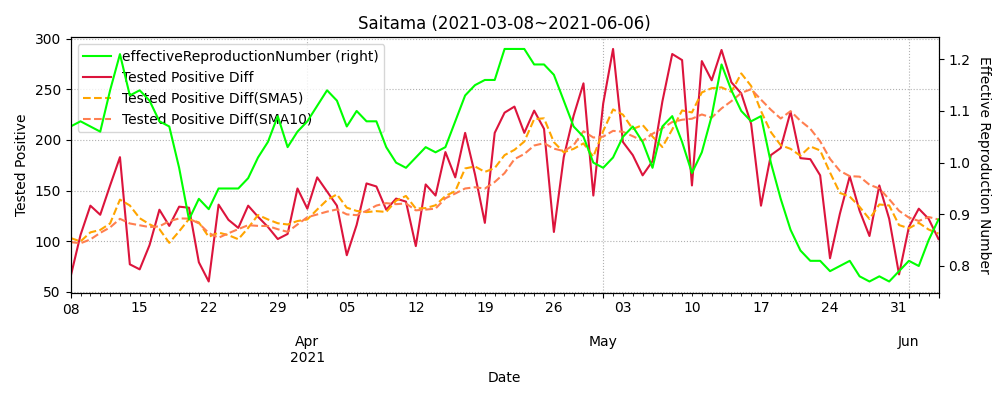 Saitama (2021-03-08~2021-06-06)
effectiveReproductionNumber (right)
Tested Positive Diff
Tested Positive Diff(SMA5)
Tested Positive Diff(SMA10)
Tested Positive
300
250
200
150
100
50
Effective Reproduction Number
1.2
1.1
1.0
0.9
0.8
08 15 22 29 05 12 19 26 03 10 17 24 31
Apr May Jun
2021
Date